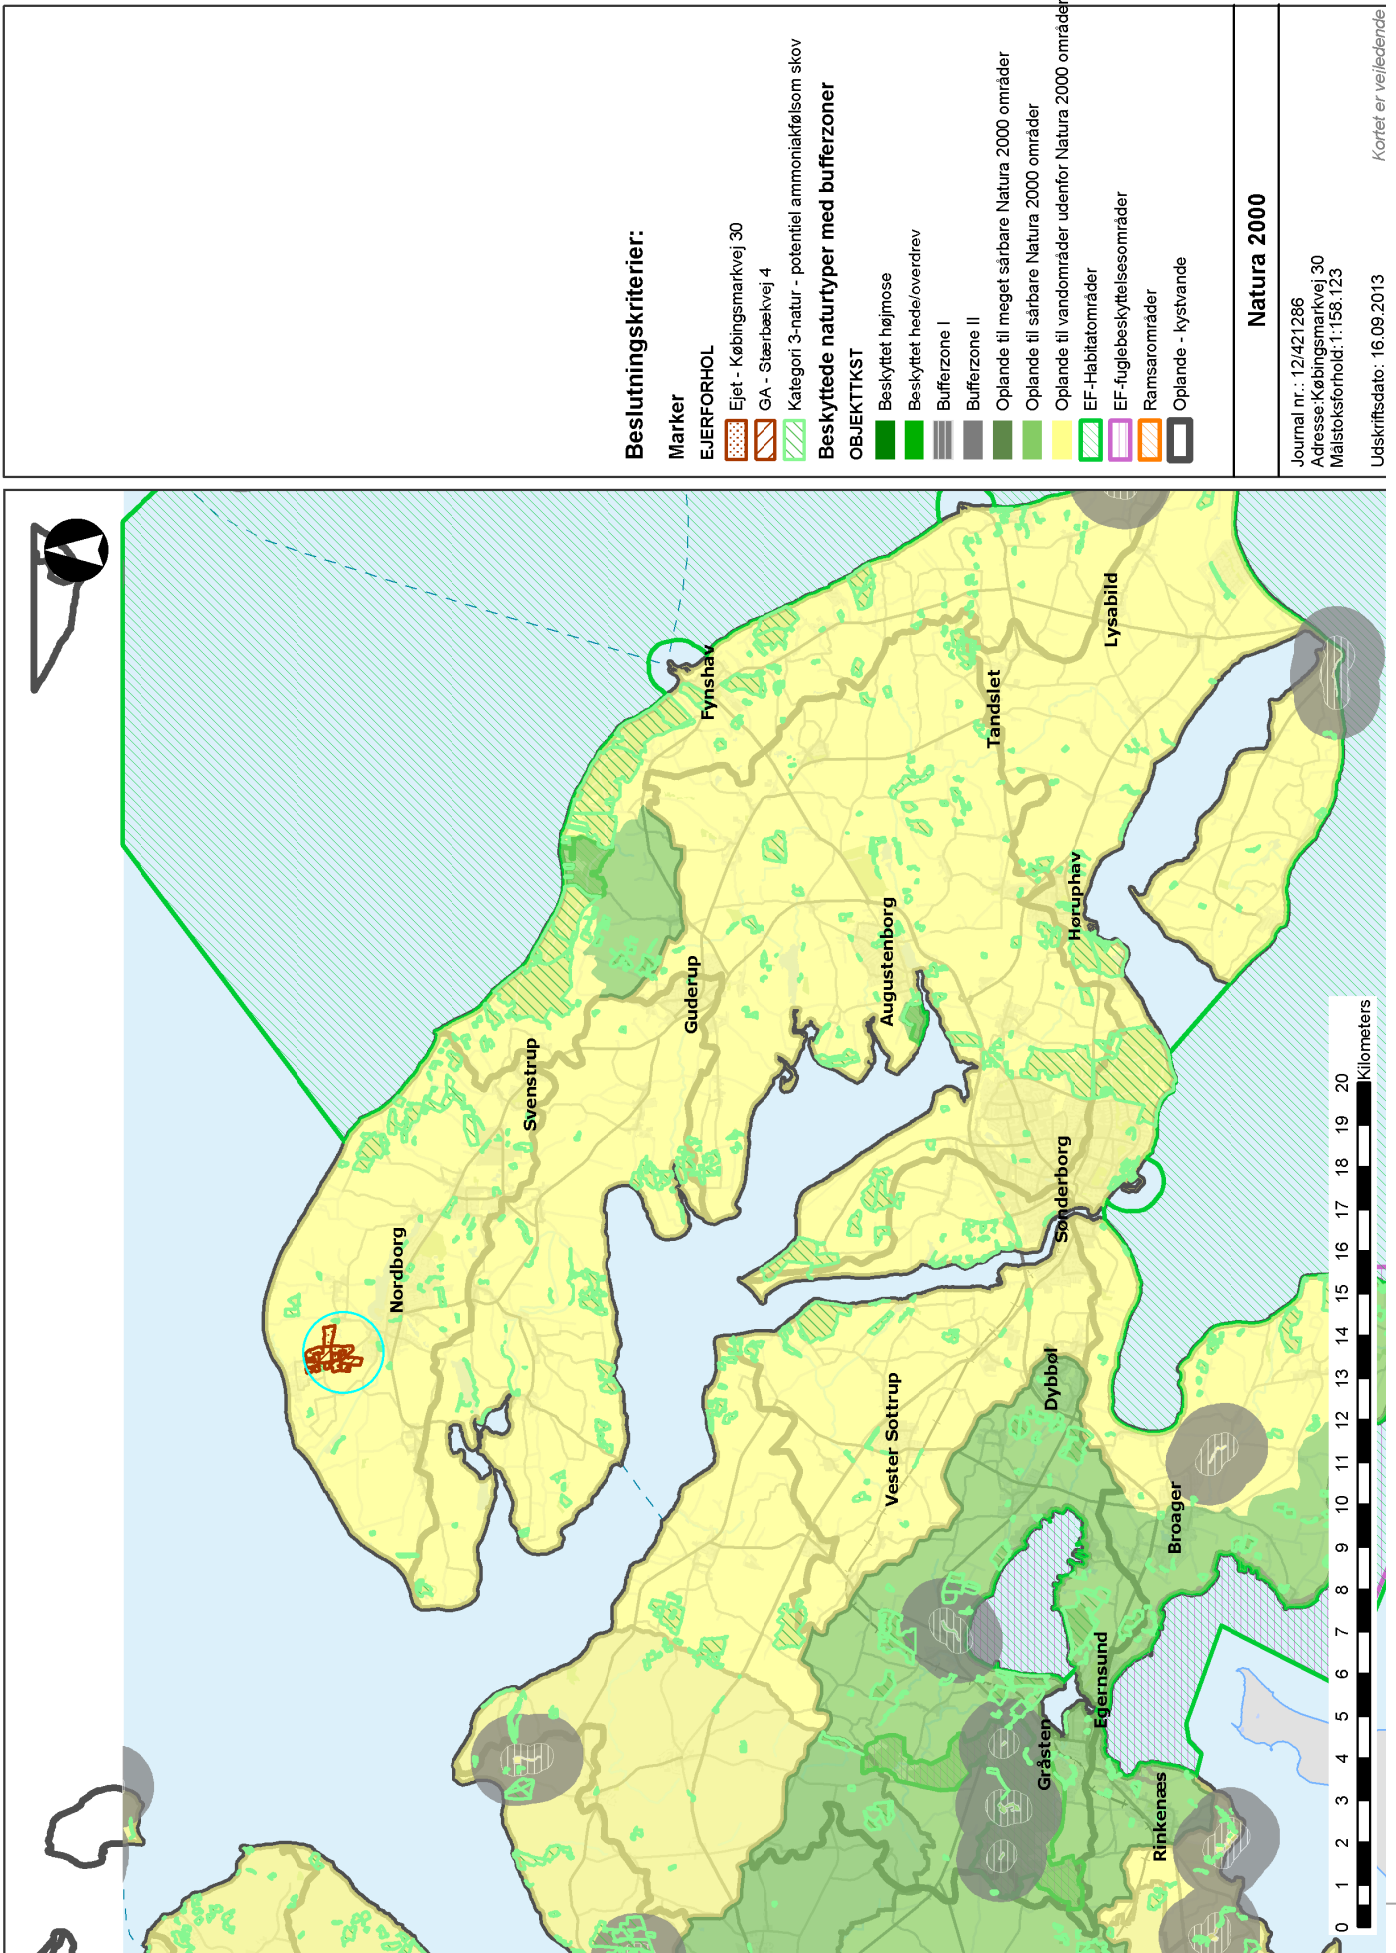 Beslutningskriterier:
Marker
EJERFORHOL
Ejet - Købingsmarkvej 30
GA - Stærbækvej 4
Kategori 3-natur - potentiel ammoniakfølsom skov
Beskyttede naturtyper med bufferzoner
OBJEKTTKST
Beskyttet højmose
Beskyttet hede/overdrev
Bufferzone I
Bufferzone II
Oplande til meget sårbare Natura 2000 områder
Oplande til sårbare Natura 2000 områder
Oplande til vandområder udenfor Natura 2000 områder
EF-Habitatområder
EF-fuglebeskyttelsesområder
Ramsarområder
Oplande - kystvande
Natura 2000
Journal nr.: 12/421286
Adresse:Købingsmarkvej 30
Målstoksforhold:1:158.123
Udskriftsdato: 16.09.2013
Kortet er vejledende
Nordborg
Svenstrup
Guderup
Fynshav
Augustenborg
Tandslet
Lysabild
Høruphav
Sønderborg
Vester Sottrup
Dybbøl
Broager
Egernsund
Gråsten
Rinkenæs
0 1 2 3 4 5 6 7 8 9 10 11 12 13 14 15 16 17 18 19 20
Kilometers